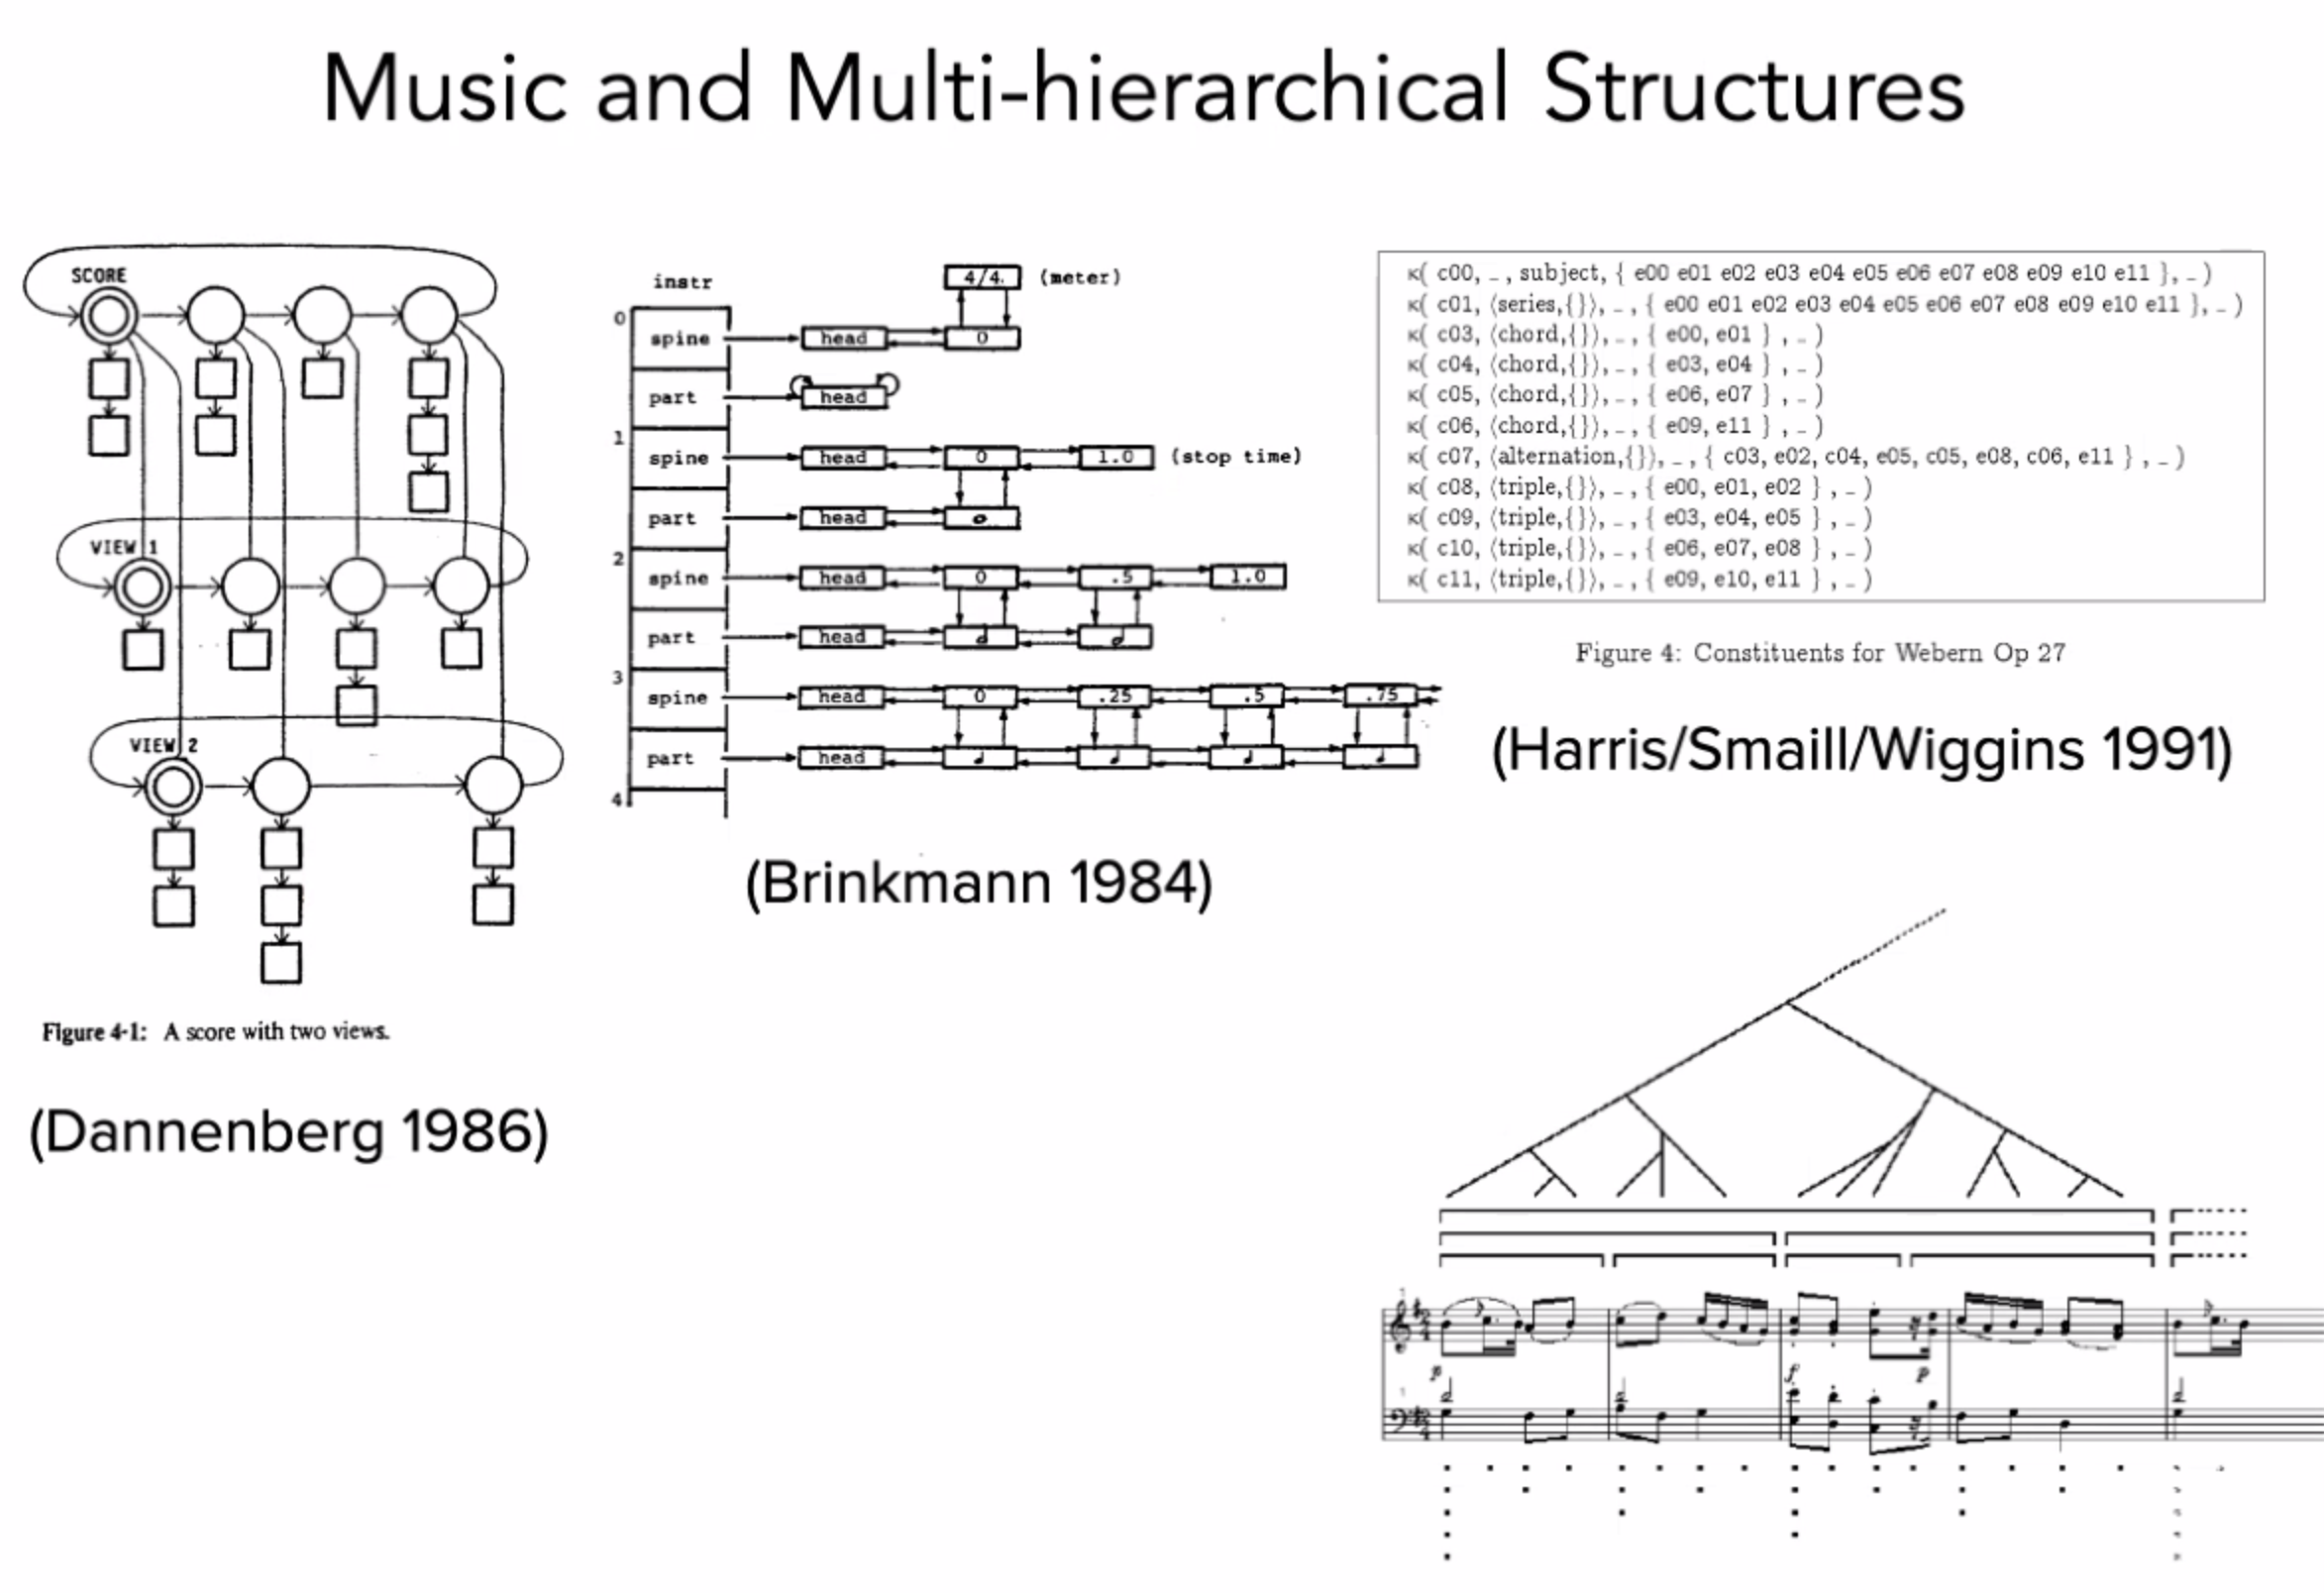 Music and Multi-hierarchical Structures
SCORE
VIEW 1
VIEW 2
Figure 4-1: A score with two views.
(Dannenberg 1986)
instr
4/4 (meter)
0
spine head 0
part head
1
spine head 0 1.0 (stop time)
part head
2
spine head 0 .5 1.0
part head
3
spine head 0 .25 .5 .75
part head
4
(Brinkmann 1984)
κ( c00, _ , subject, { e00 e01 e02 e03 e04 e05 e06 e07 e08 e09 e10 e11 }, _ )
κ( c01, ⟨series,{}⟩, _ , { e00 e01 e02 e03 e04 e05 e06 e07 e08 e09 e10 e11 }, _ )
κ( c03, ⟨chord,{}⟩, _ , { e00, e01 } , _ )
κ( c04, ⟨chord,{}⟩, _ , { e03, e04 } , _ )
κ( c05, ⟨chord,{}⟩, _ , { e06, e07 } , _ )
κ( c06, ⟨chord,{}⟩, _ , { e09, e11 } , _ )
κ( c07, ⟨alternation,{}⟩, _ , { c03, e02, c04, e05, c05, e08, c06, e11 } , _ )
κ( c08, ⟨triple,{}⟩, _ , { e00, e01, e02 } , _ )
κ( c09, ⟨triple,{}⟩, _ , { e03, e04, e05 } , _ )
κ( c10, ⟨triple,{}⟩, _ , { e06, e07, e08 } , _ )
κ( c11, ⟨triple,{}⟩, _ , { e09, e10, e11 } , _ )
Figure 4: Constituents for Webern Op 27
(Harris/Smaill/Wiggins 1991)
p f p